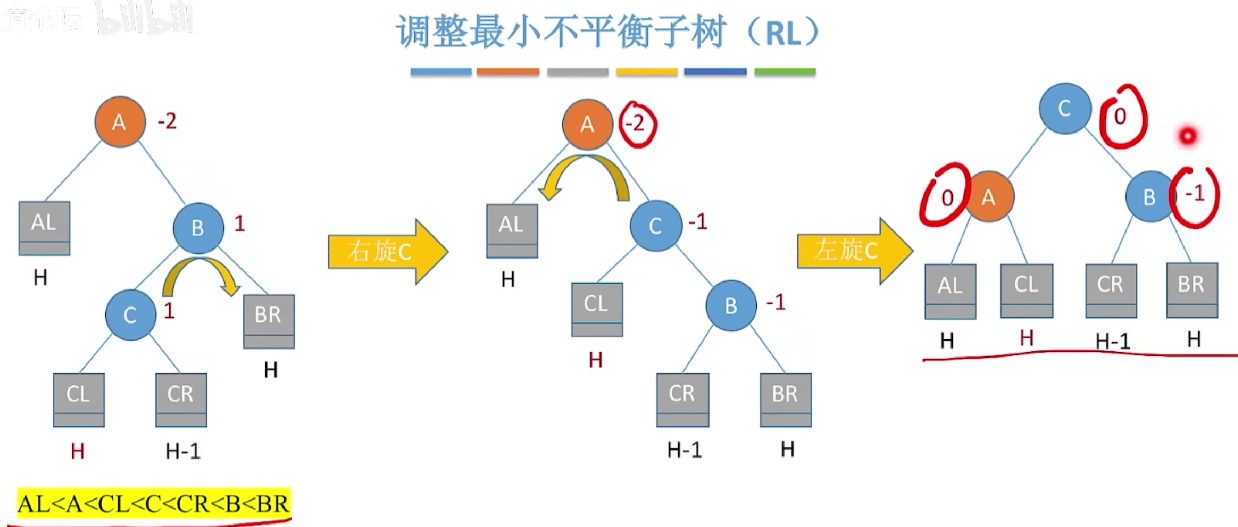 bilibili
调整最小不平衡子树（RL）
A -2
AL
H
B 1
C 1
BR
H
CL
H
CR
H-1
AL<A<CL<C<CR<B<BR
右旋C
A -2
AL
H
C -1
CL
H
B -1
CR
H-1
BR
H
左旋C
C 0
0 A
B -1
AL
H
CL
H
CR
H-1
BR
H